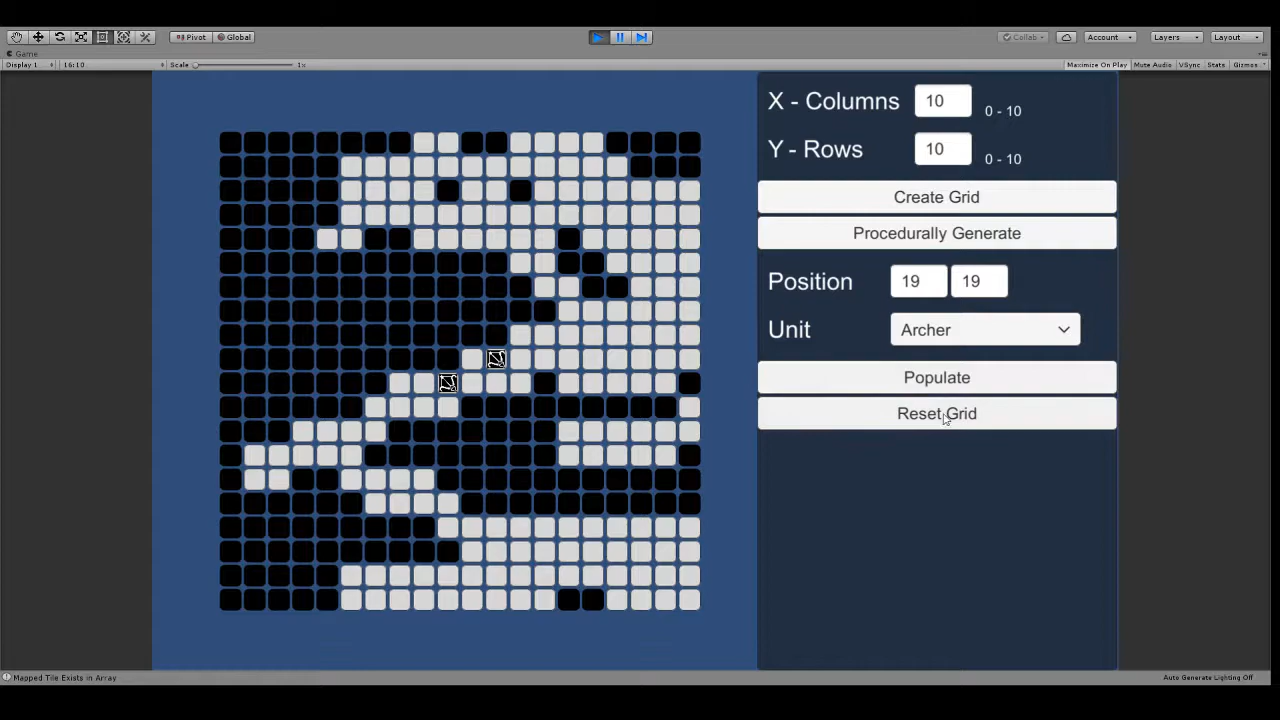 Pivot Global Collab Account Layers Layout
Game
Display 1 16:10 Scale 1x Maximize On Play Mute Audio VSync Stats Gizmos
X - Columns 10 0 - 10
Y - Rows 10 0 - 10
Create Grid
Procedurally Generate
Position 19 19
Unit Archer
Populate
Reset Grid
Mapped Tile Exists in Array Auto Generate Lighting Off